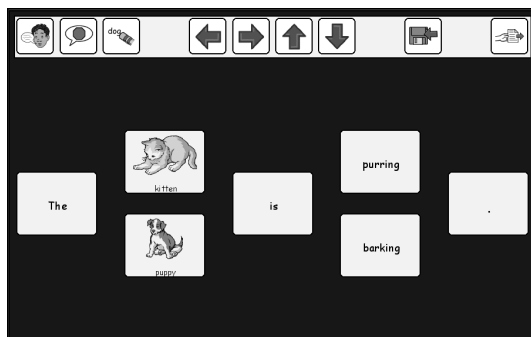 dog
The
kitten
puppy
is
purring
barking
.